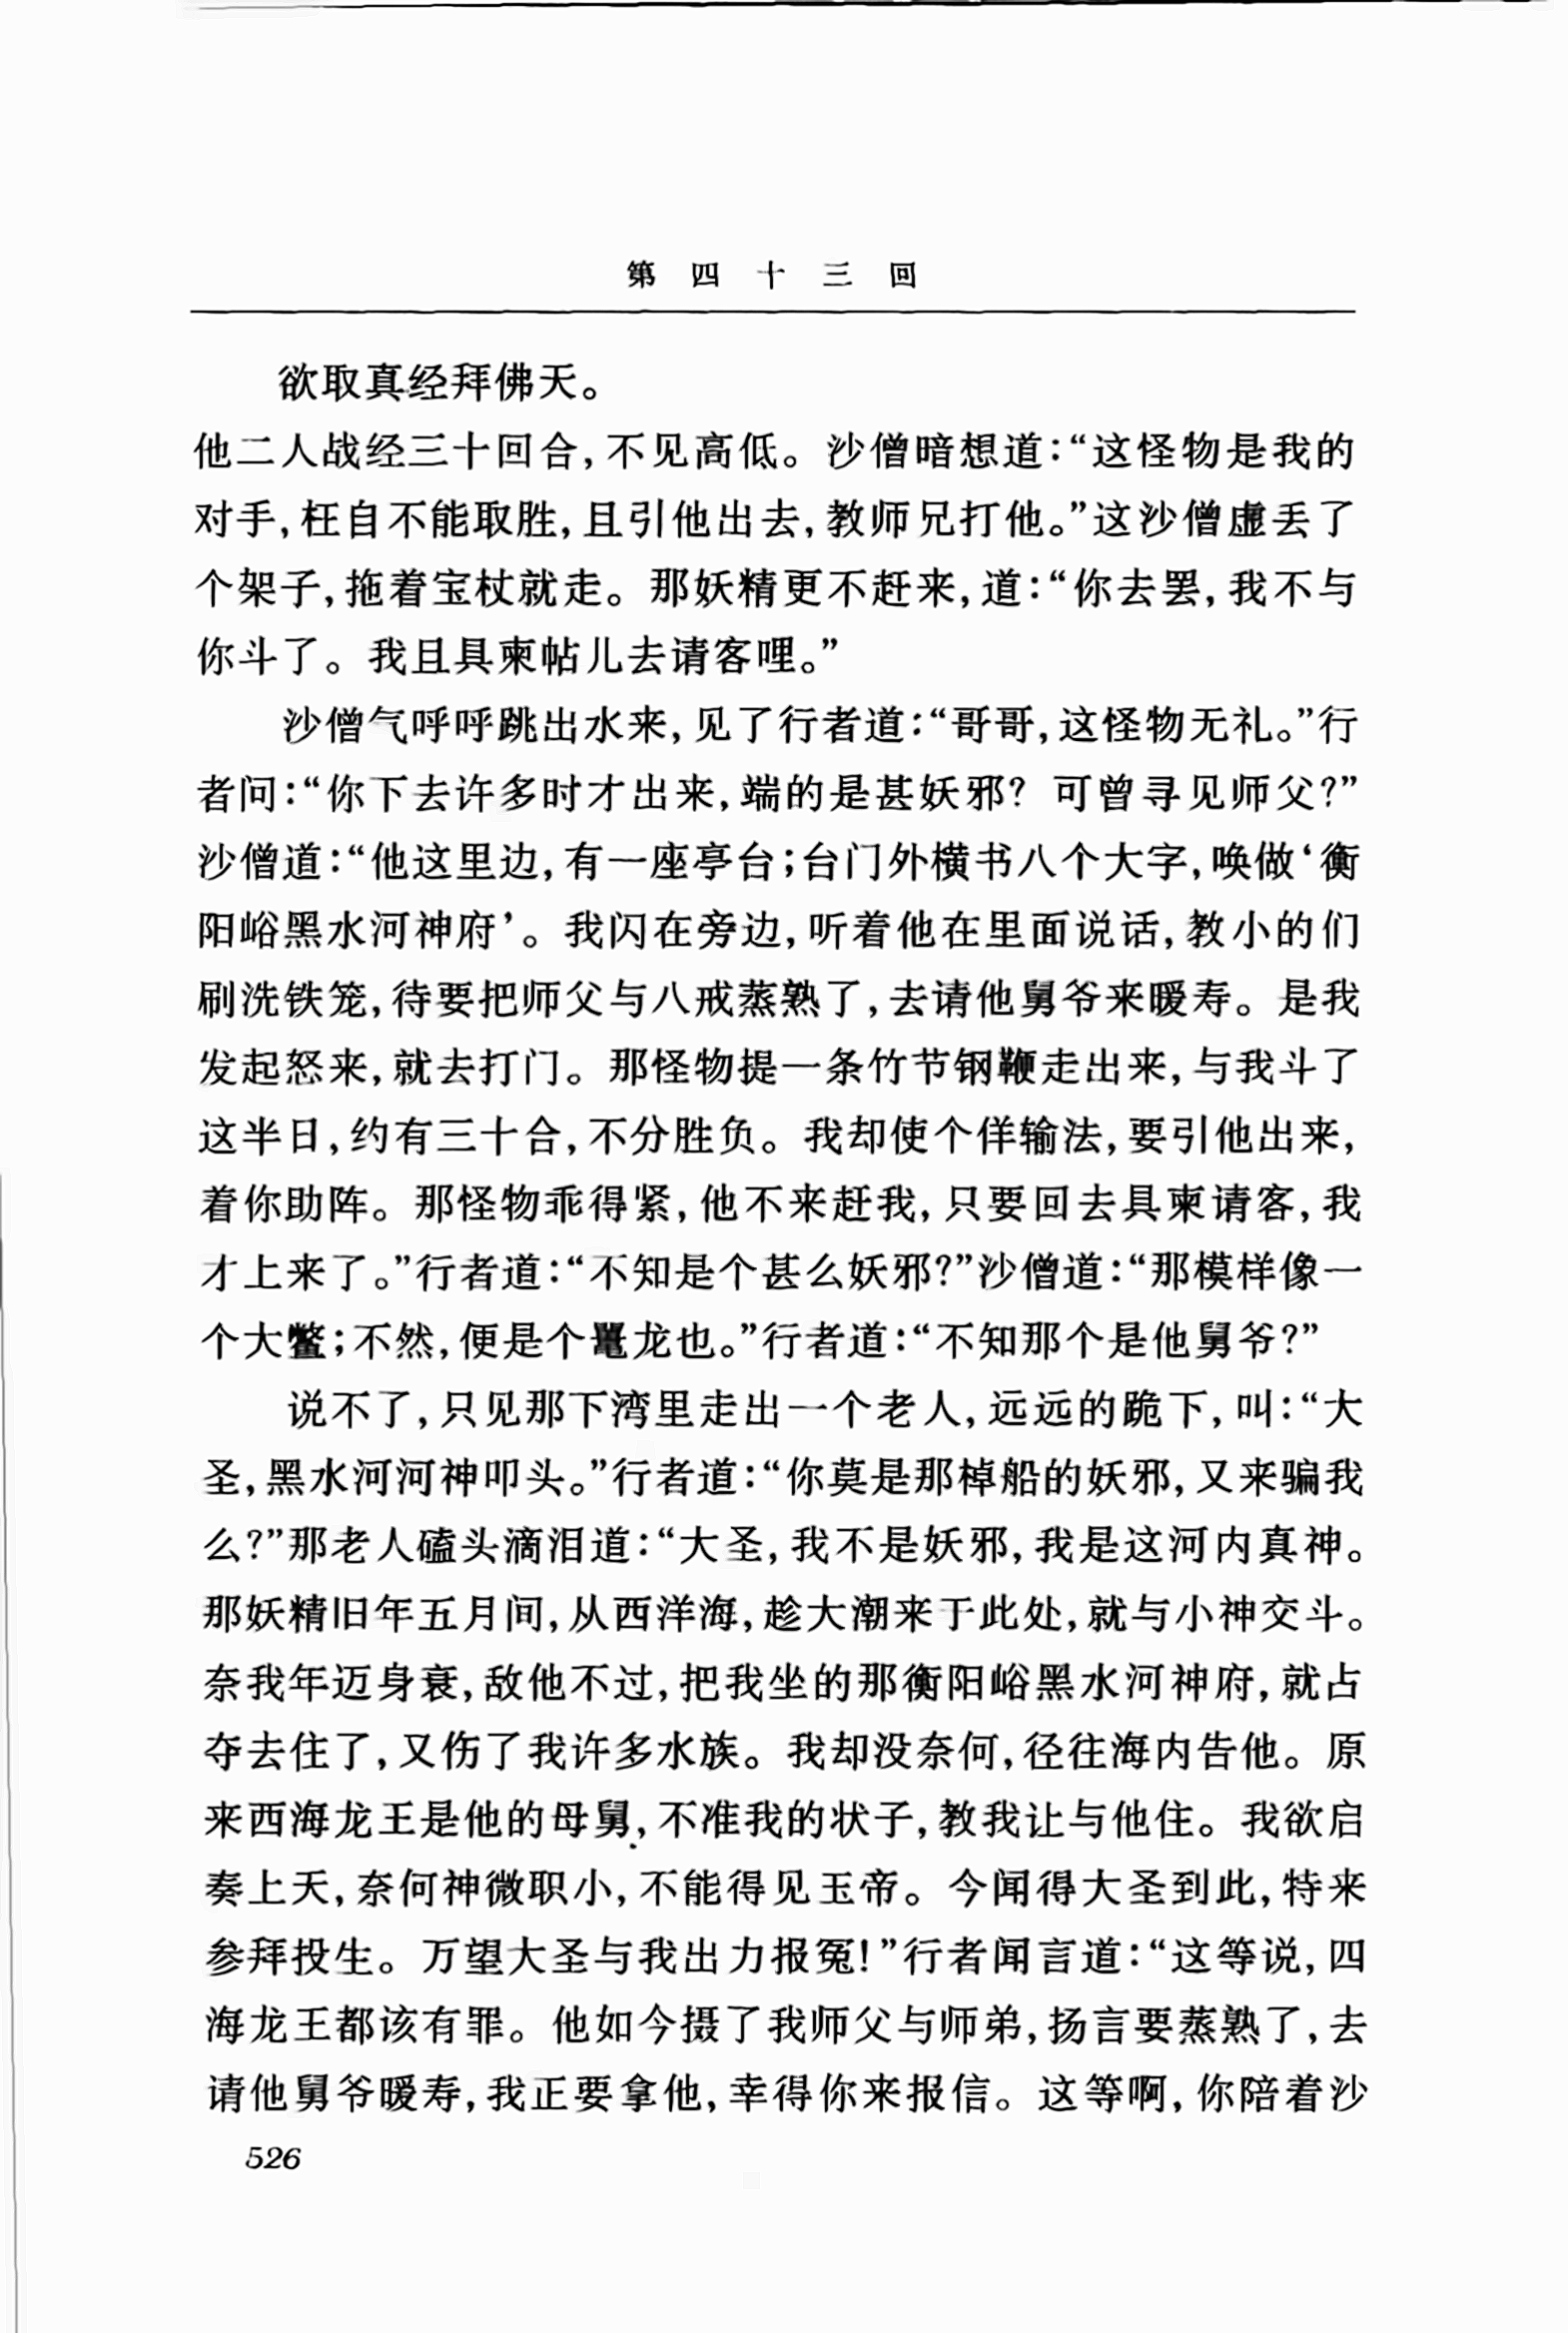 第四十三回
欲取真经拜佛天。
他二人战经三十回合,不见高低。沙僧暗想道:“这怪物是我的
对手,枉自不能取胜,且引他出去,教师兄打他。”这沙僧虚丢了
个架子,拖着宝杖就走。那妖精更不赶来,道:“你去罢,我不与
你斗了。我且具柬帖儿去请客哩。”
沙僧气呼呼跳出水来,见了行者道:“哥哥,这怪物无礼。”行
者问:“你下去许多时才出来,端的是甚妖邪?可曾寻见师父?”
沙僧道:“他这里边,有一座亭台;台门外横书八个大字,唤做‘衡
阳峪黑水河神府’。我闪在旁边,听着他在里面说话,教小的们
刷洗铁笼,待要把师父与八戒蒸熟了,去请他舅爷来暖寿。是我
发起怒来,就去打门。那怪物提一条竹节钢鞭走出来,与我斗了
这半日,约有三十合,不分胜负。我却使个佯输法,要引他出来,
着你助阵。那怪物乖得紧,他不来赶我,只要回去具柬请客,我
才上来了。”行者道:“不知是个甚么妖邪?”沙僧道:“那模样像一
个大鳖;不然,便是个鼍龙也。”行者道:“不知那个是他舅爷?”
说不了,只见那下湾里走出一个老人,远远的跪下,叫:“大
圣,黑水河河神叩头。”行者道:“你莫是那棹船的妖邪,又来骗我
么?”那老人磕头滴泪道:“大圣,我不是妖邪,我是这河内真神。
那妖精旧年五月间,从西洋海,趁大潮来于此处,就与小神交斗。
奈我年迈身衰,敌他不过,把我坐的那衡阳峪黑水河神府,就占
夺去住了,又伤了我许多水族。我却没奈何,径往海内告他。原
来西海龙王是他的母舅,不准我的状子,教我让与他住。我欲启
奏上天,奈何神微职小,不能得见玉帝。今闻得大圣到此,特来
参拜投生。万望大圣与我出力报冤!”行者闻言道:“这等说,四
海龙王都该有罪。他如今摄了我师父与师弟,扬言要蒸熟了,去
请他舅爷暖寿,我正要拿他,幸得你来报信。这等啊,你陪着沙
526